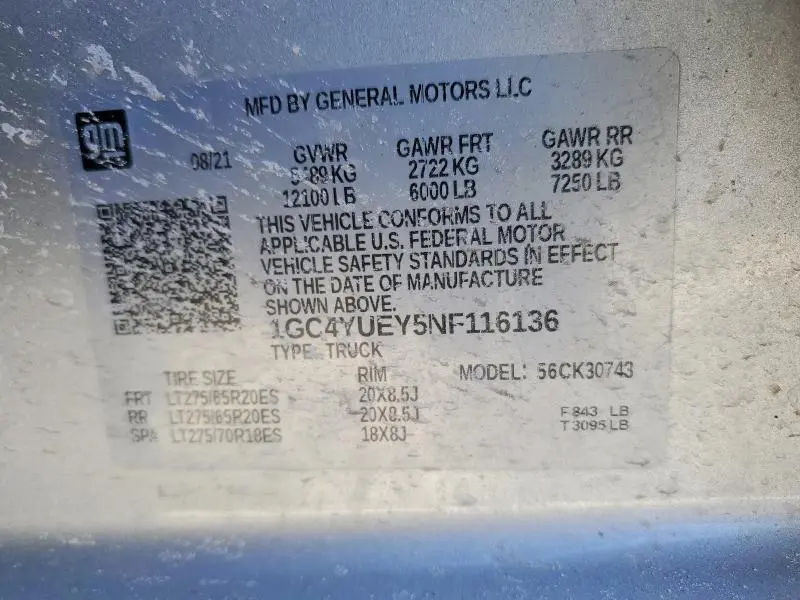 MFD BY GENERAL MOTORS LLC
gm
08/21
GVWR GAWR FRT GAWR RR
2722 KG 3289 KG
12100 LB 6000 LB 7250 LB
THIS VEHICLE CONFORMS TO ALL
APPLICABLE U.S. FEDERAL MOTOR
VEHICLE SAFETY STANDARDS IN EFFECT
ON THE DATE OF MANUFACTURE
SHOWN ABOVE.
1GC4YUEY5NF116136
TYPE: TRUCK MODEL: 56CK30743
TIRE SIZE RIM
FRT LT275/65R20ES 20X8.5J
RR LT275/65R20ES 20X8.5J
SPA LT275/70R18ES 18X8J
F 843 LB
T 3095 LB